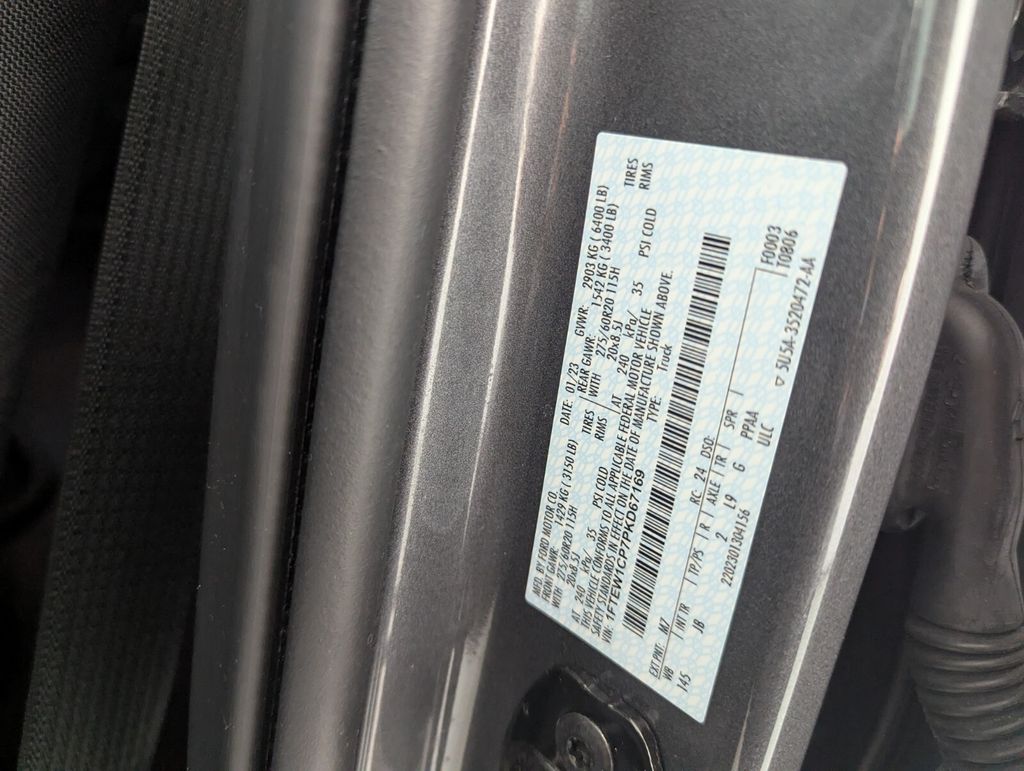 MFD. BY FORD MOTOR CO.
DATE: 01/23 GVWR: 2903 KG ( 6400 LB)
FRONT GAWR: 1429 KG ( 3150 LB) REAR GAWR: 1542 KG ( 3400 LB)
WITH 275/60R20 115H TIRES WITH 275/60R20 115H TIRES
20x8.5J RIMS 20x8.5J RIMS
AT 240 kPa/ 35 PSI COLD AT 240 kPa/ 35 PSI COLD
THIS VEHICLE CONFORMS TO ALL APPLICABLE FEDERAL MOTOR VEHICLE
SAFETY STANDARDS IN EFFECT ON THE DATE OF MANUFACTURE SHOWN ABOVE.
VIN: 1FTEW1CP7PKD67169 TYPE: Truck
EXT PNT: M7 RC: 24 DSO: F0003
WB INT TR TP/PS R AXLE TR SPR T0806
145 JB 2 L9 G PPAA
2202301304156 ULC ▽ 5U5A-3520472-AA